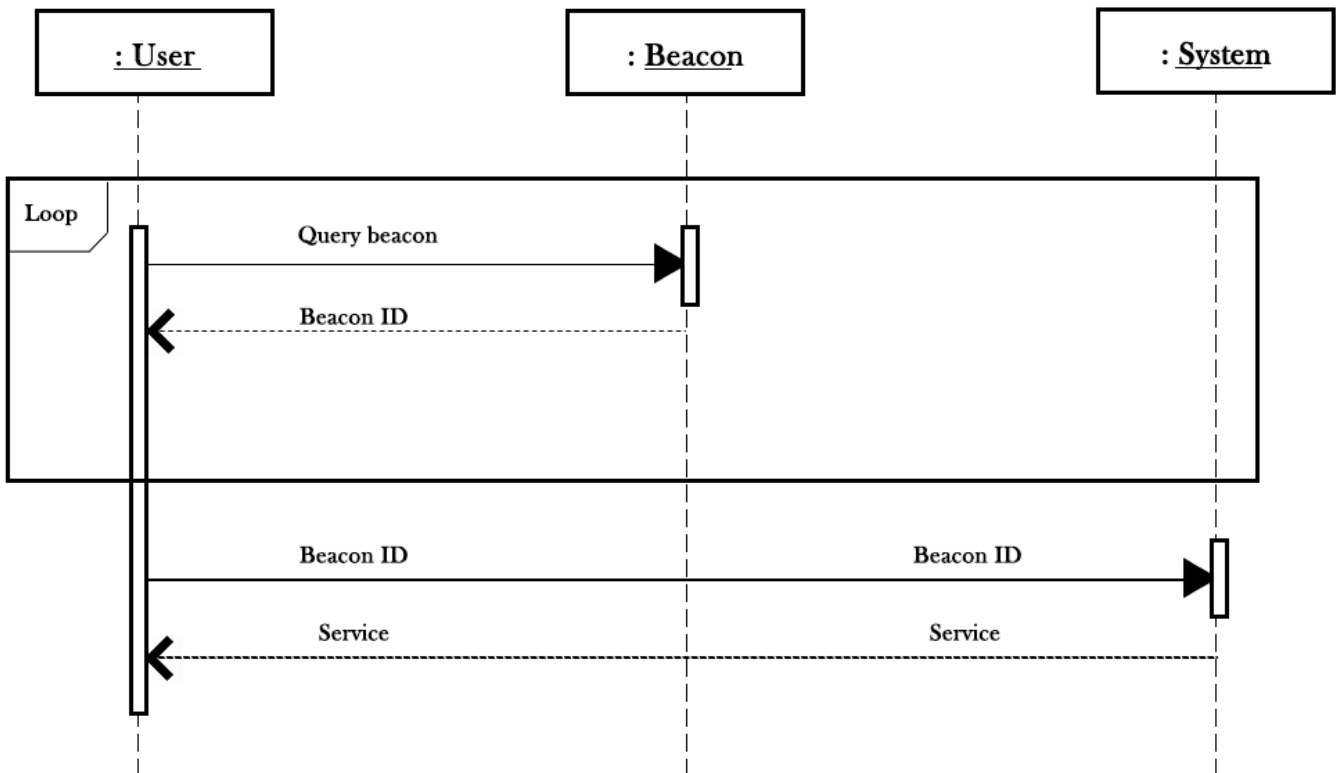 : User
: Beacon
: System
Loop
Query beacon
Beacon ID
Beacon ID
Beacon ID
Service
Service